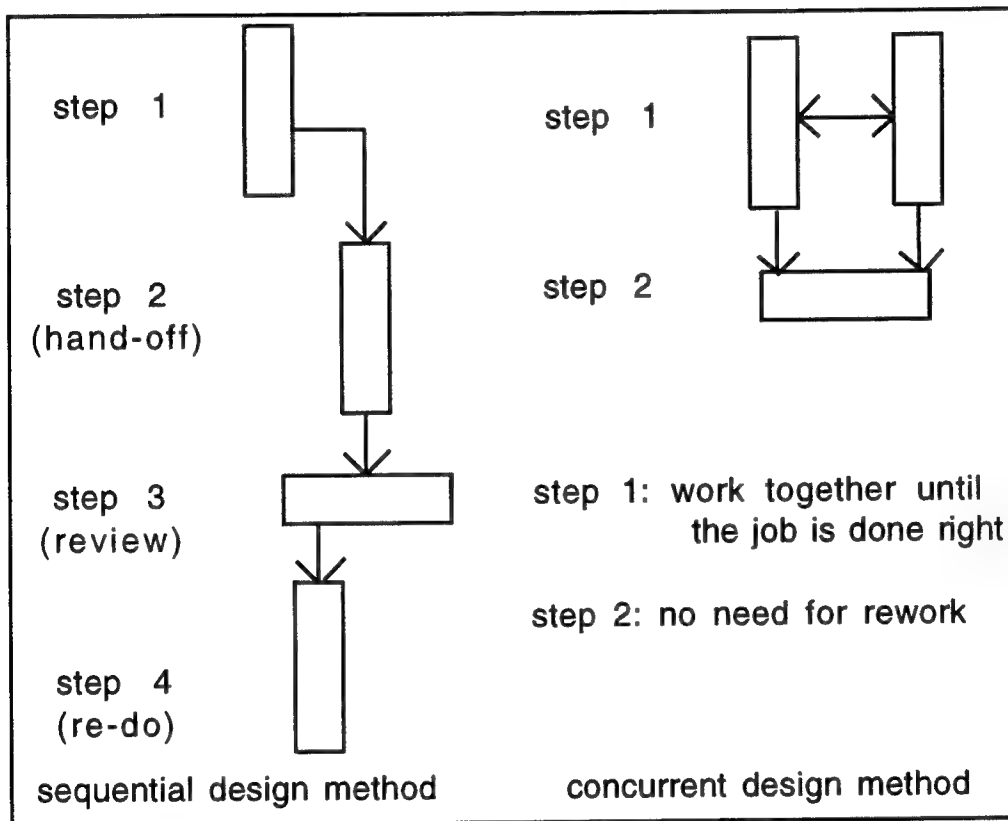 step 1
step 2
(hand-off)
step 3
(review)
step 4
(re-do)
sequential design method
step 1
step 2
step 1: work together until
the job is done right
step 2: no need for rework
concurrent design method